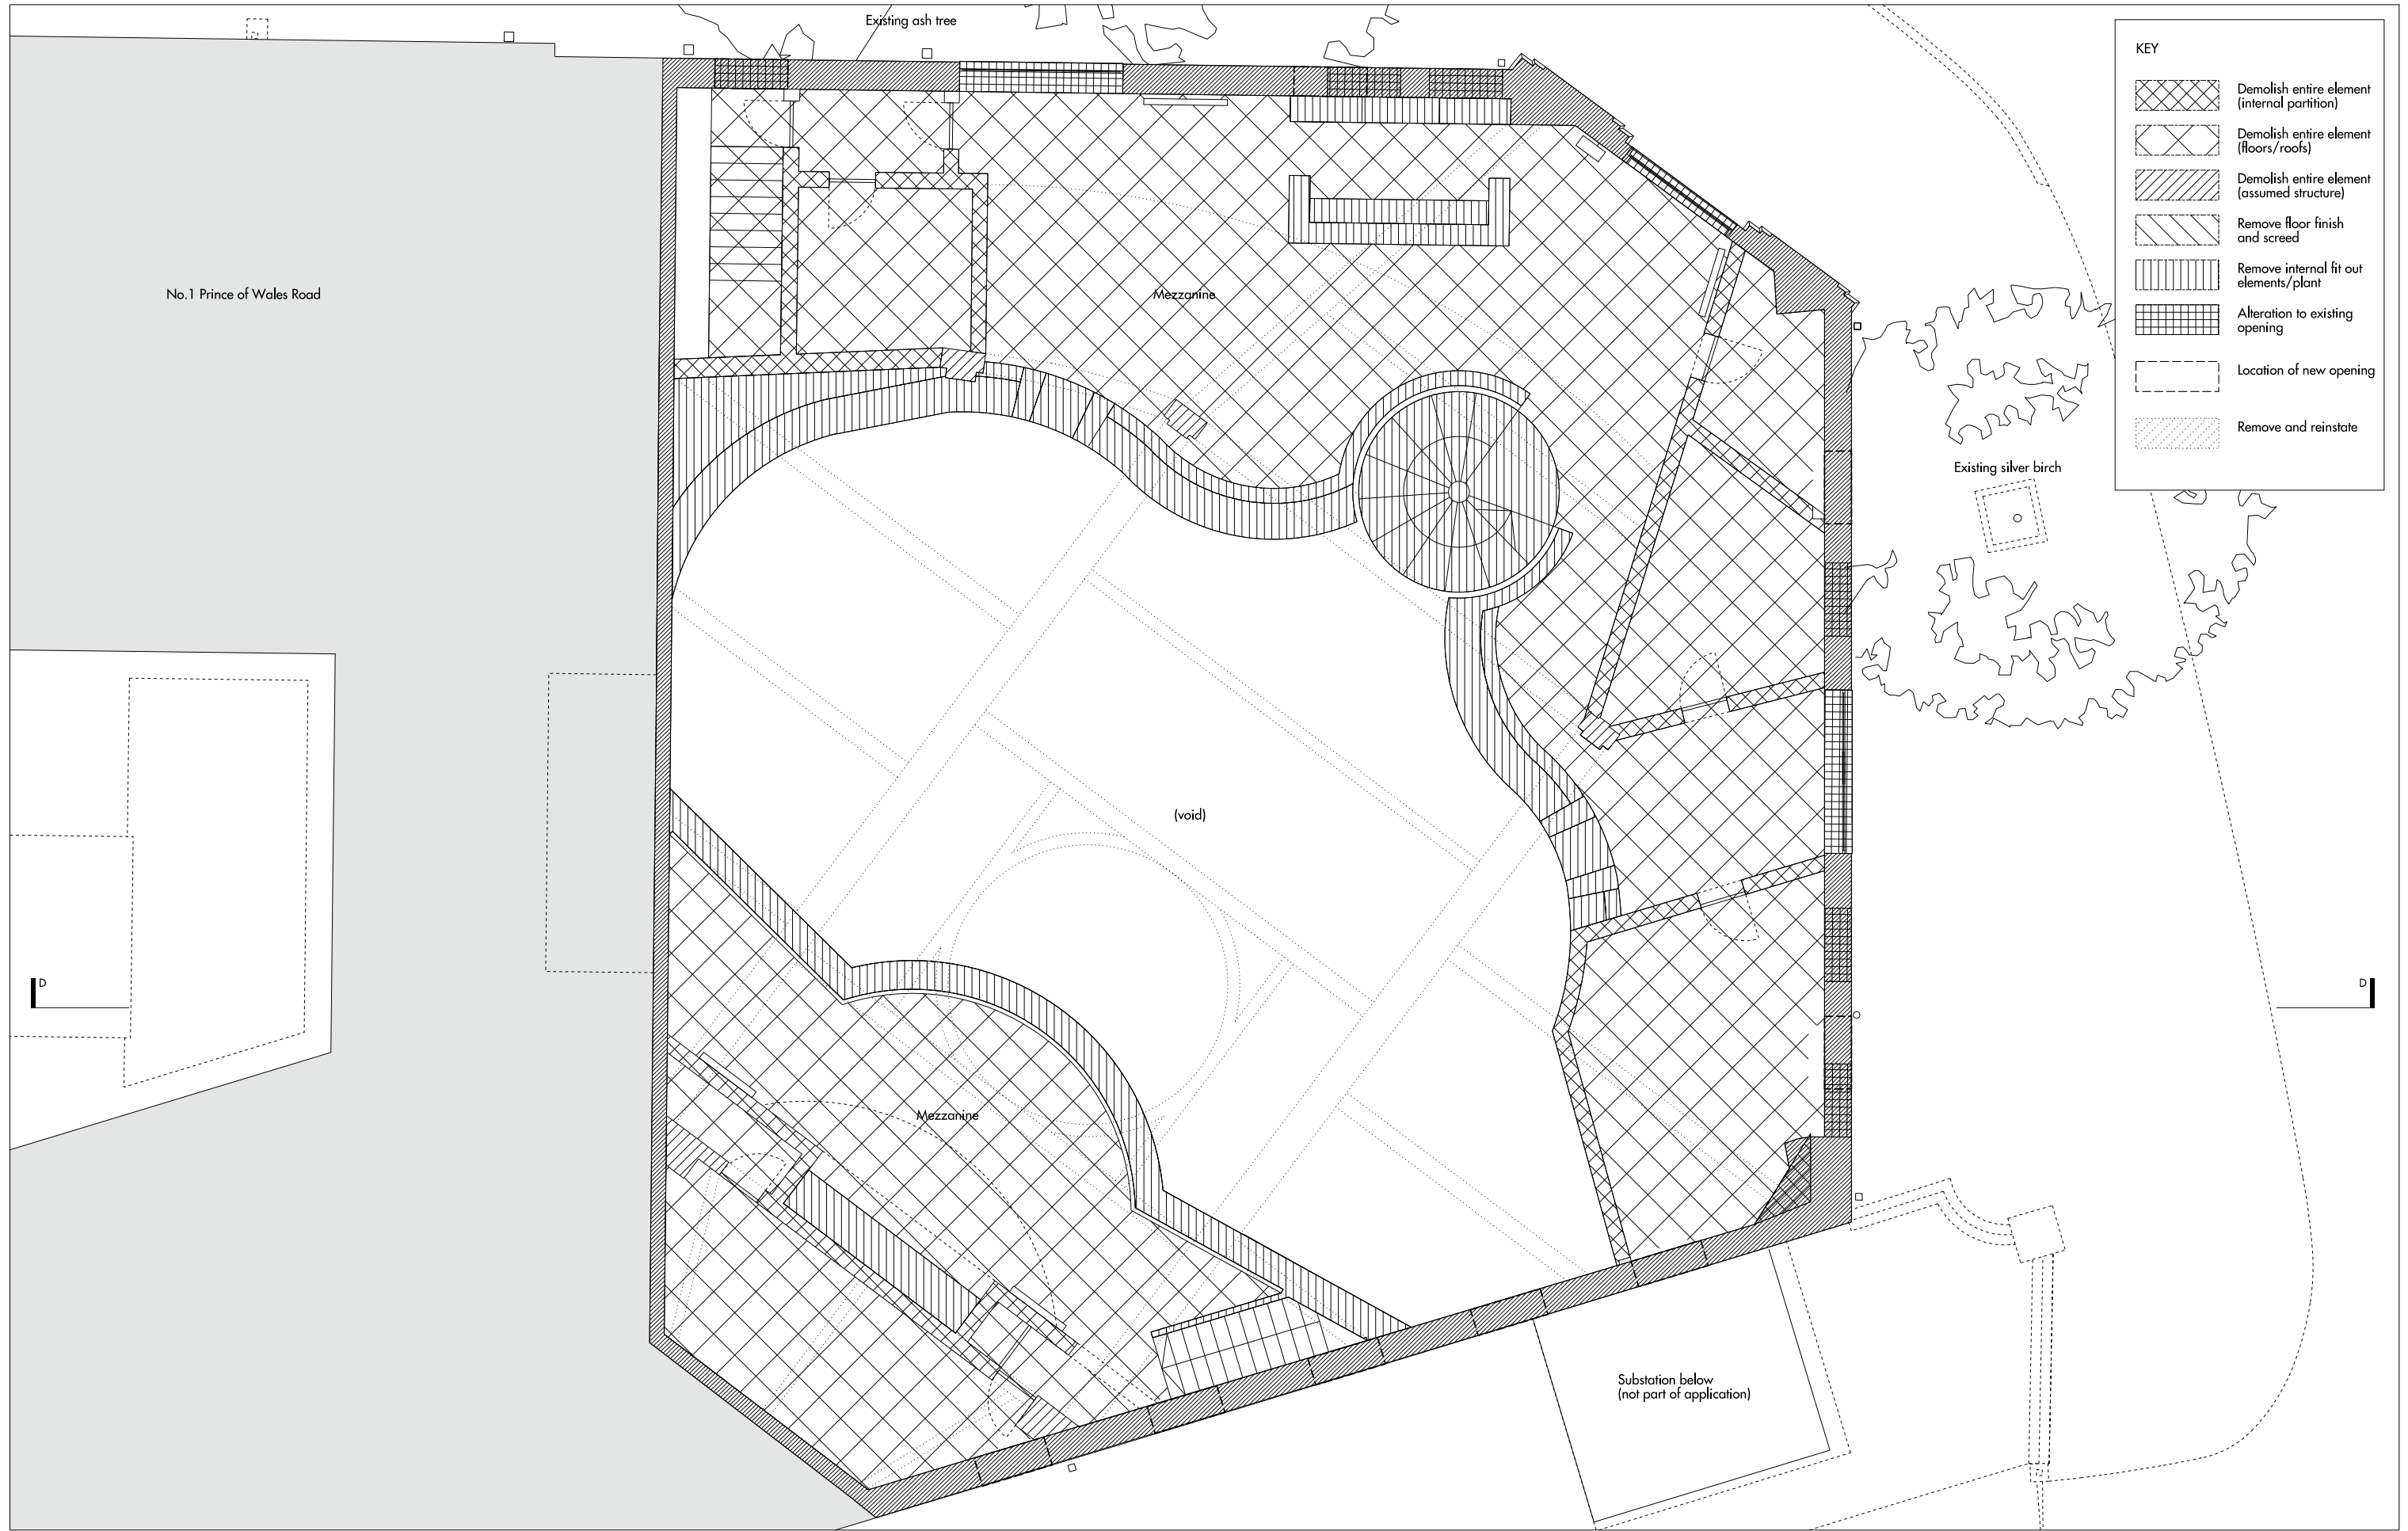 Existing ash tree
KEY
Demolish entire element
(internal partition)
Demolish entire element
(floors/roofs)
Demolish entire element
(assumed structure)
Remove floor finish
and screed
Remove internal fit out
elements/plant
Alteration to existing
opening
Location of new opening
Remove and reinstate
No.1 Prince of Wales Road
Mezzanine
Existing silver birch
(void)
D
D
Mezzanine
Substation below
(not part of application)